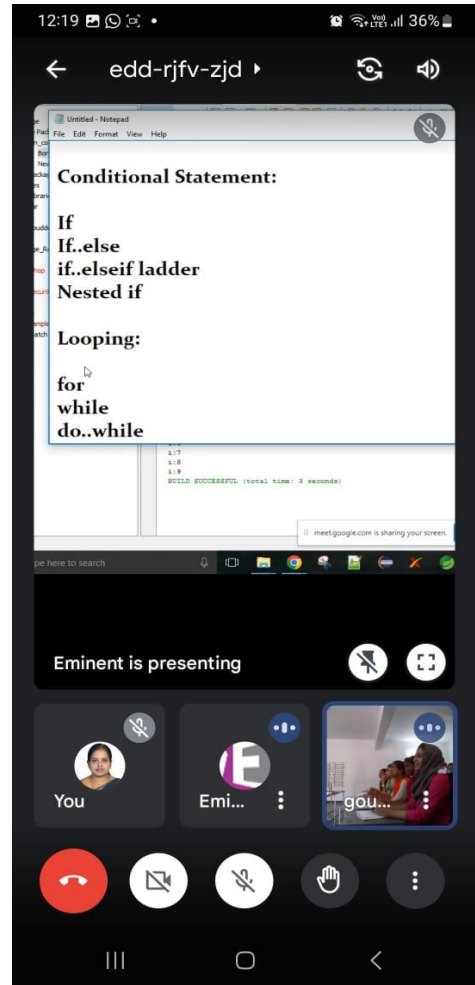 12:19
Vo)) LTE1 36%
edd-rjfv-zjd
Untitled - Notepad
File Edit Format View Help
Conditional Statement:
If
If..else
if..elseif ladder
Nested if
Looping:
for
while
do..while
i:7
i:8
i:9
BUILD SUCCESSFUL (total time: 3 seconds)
meet.google.com is sharing your screen.
pe here to search
Eminent is presenting
You
Emi...
gou...